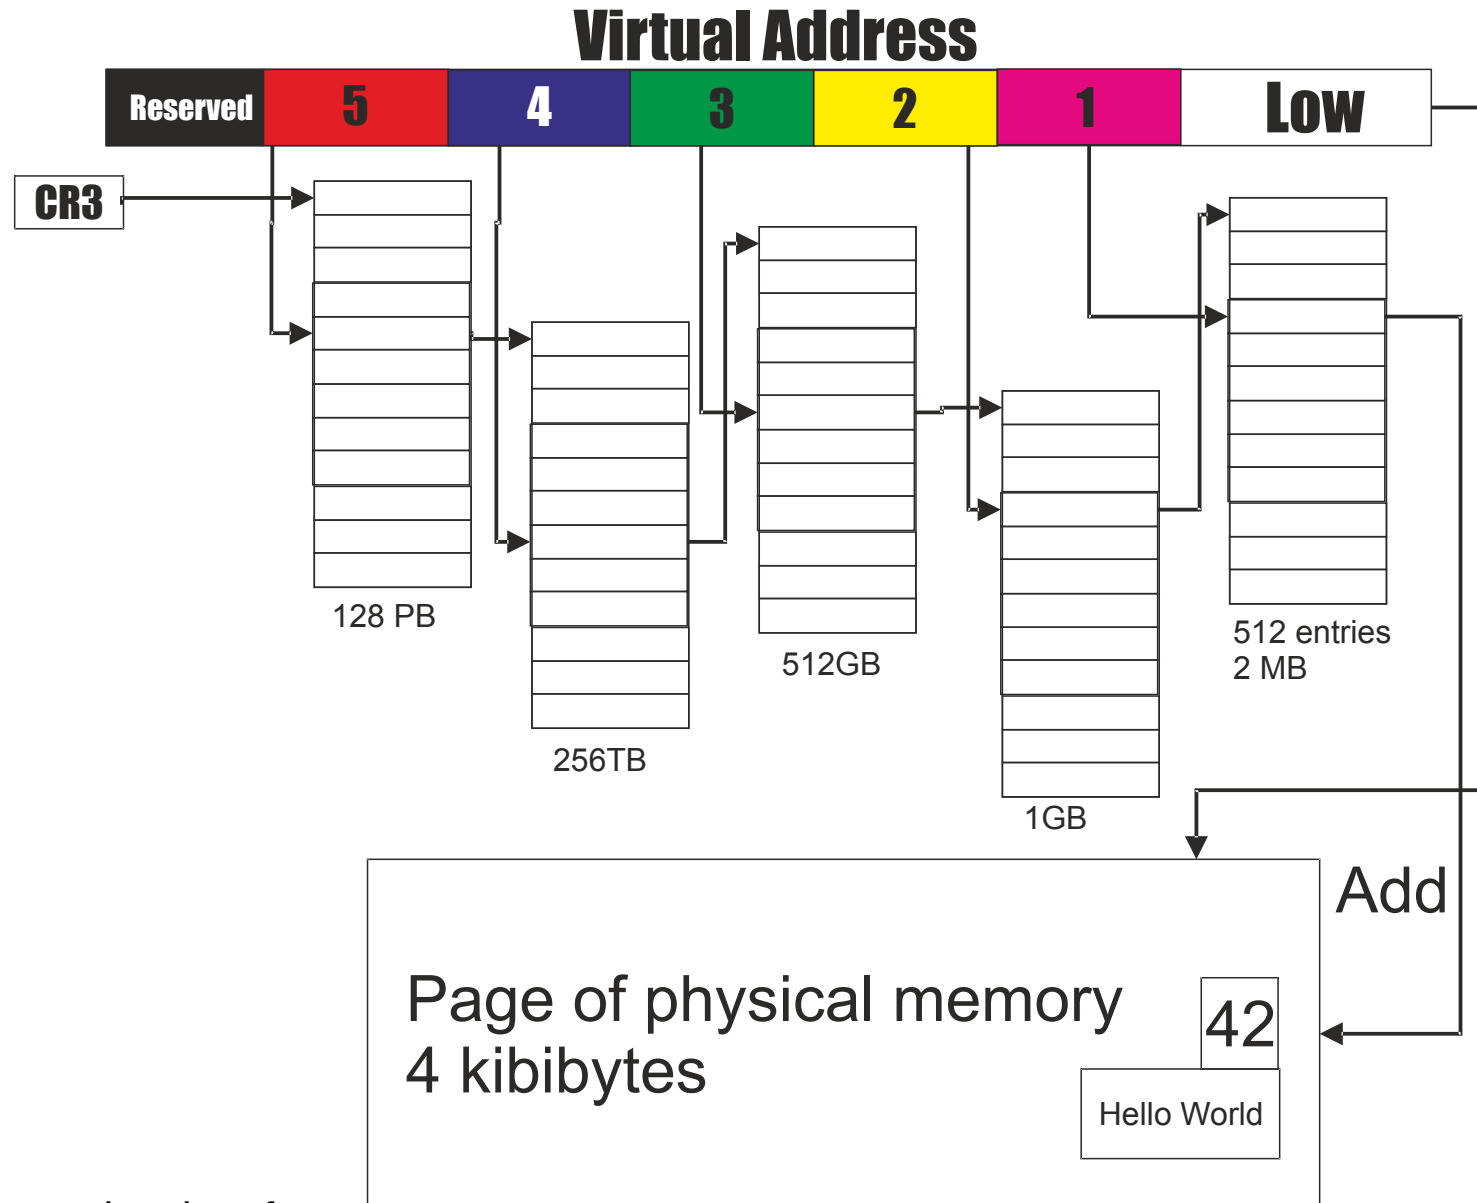 Virtual Address
Reserved 5 4 3 2 1 Low
CR3
128 PB
256TB
512GB
1GB
512 entries
2 MB
Add
Page of physical memory
4 kibibytes
42
Hello World